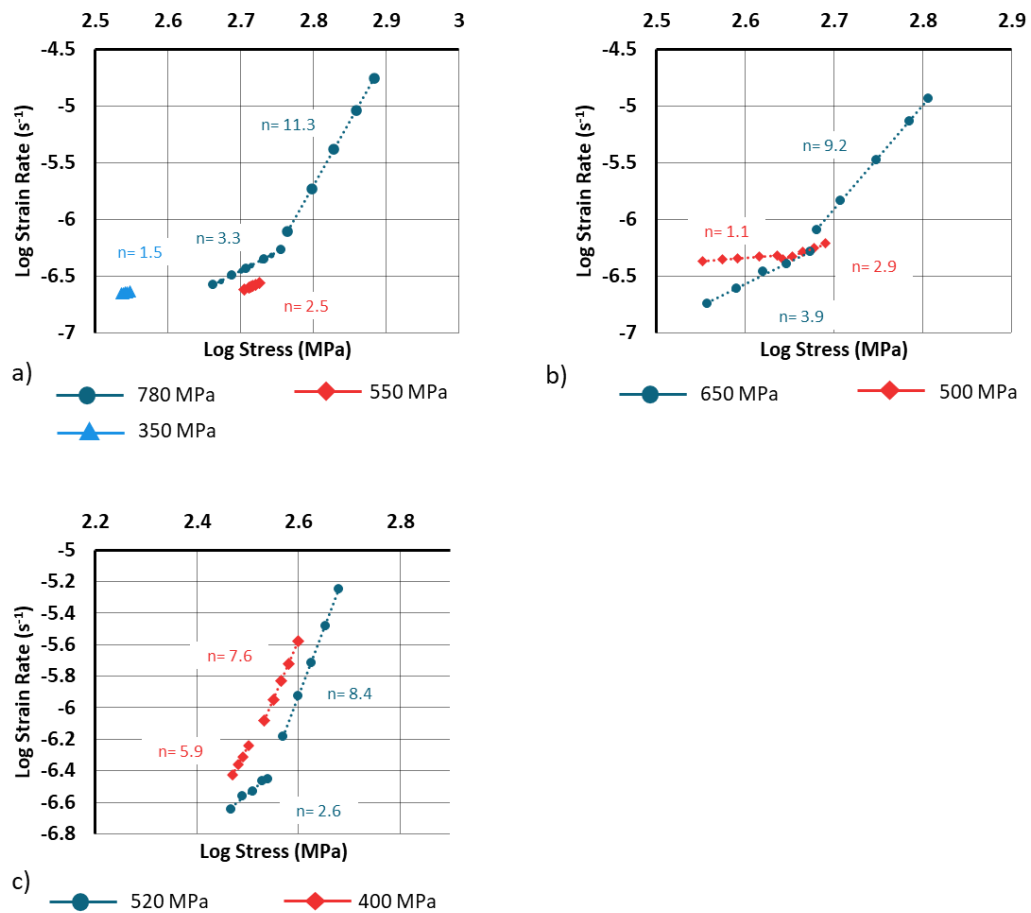 2.5 2.6 2.7 2.8 2.9 3
-4.5
-5
-5.5
-6
-6.5
-7
Log Strain Rate (s⁻¹)
n= 11.3
n= 3.3
n= 1.5
n= 2.5
Log Stress (MPa)
a)
780 MPa
550 MPa
350 MPa
2.5 2.6 2.7 2.8 2.9
-4.5
-5
-5.5
-6
-6.5
-7
Log Strain Rate (s⁻¹)
n= 9.2
n= 1.1
n= 2.9
n= 3.9
Log Stress (MPa)
b)
650 MPa
500 MPa
2.2 2.4 2.6 2.8
-5
-5.2
-5.4
-5.6
-5.8
-6
-6.2
-6.4
-6.6
-6.8
Log Strain Rate (s⁻¹)
n= 7.6
n= 8.4
n= 5.9
n= 2.6
Log Stress (MPa)
c)
520 MPa
400 MPa